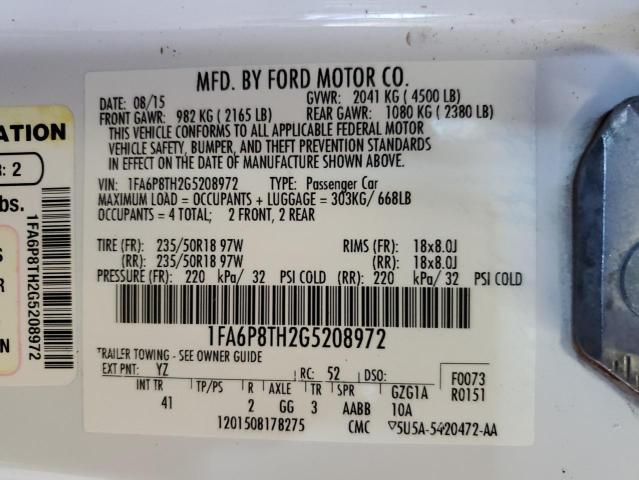 MFD. BY FORD MOTOR CO.
DATE: 08/15 GVWR: 2041 KG ( 4500 LB)
FRONT GAWR: 982 KG ( 2165 LB) REAR GAWR: 1080 KG ( 2380 LB)
THIS VEHICLE CONFORMS TO ALL APPLICABLE FEDERAL MOTOR
VEHICLE SAFETY, BUMPER, AND THEFT PREVENTION STANDARDS
IN EFFECT ON THE DATE OF MANUFACTURE SHOWN ABOVE.
VIN: 1FA6P8TH2G5208972 TYPE: Passenger Car
MAXIMUM LOAD = OCCUPANTS + LUGGAGE = 303KG/ 668LB
OCCUPANTS = 4 TOTAL; 2 FRONT, 2 REAR
TIRE (FR): 235/50R18 97W RIMS (FR): 18x8.0J
(RR): 235/50R18 97W (RR): 18x8.0J
PRESSURE (FR): 220 kPa/ 32 PSI COLD (RR): 220 kPa/ 32 PSI COLD
1FA6P8TH2G5208972
TRAILER TOWING - SEE OWNER GUIDE
EXT PNT: YZ RC: 52 DSO: F0073
R0151
INT TR TP/PS R AXLE TR SPR GZG1A
41 2 GG 3 AABB 10A
1201508178275 CMC 5U5A-5420472-AA
ATION
R: 2
bs.
R
ON
1FA6P8TH2G5208972